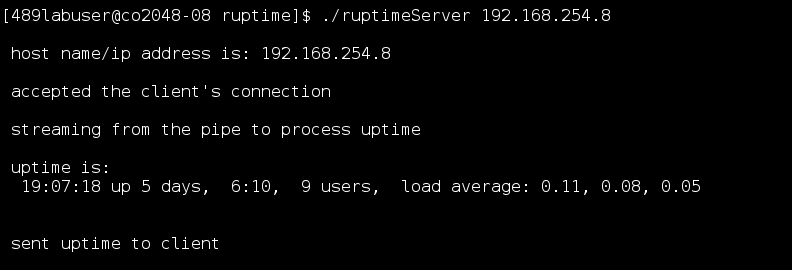 [489labuser@co2048-08 ruptime]$ ./ruptimeServer 192.168.254.8
host name/ip address is: 192.168.254.8
accepted the client's connection
streaming from the pipe to process uptime
uptime is:
19:07:18 up 5 days,  6:10,  9 users,  load average: 0.11, 0.08, 0.05
sent uptime to client